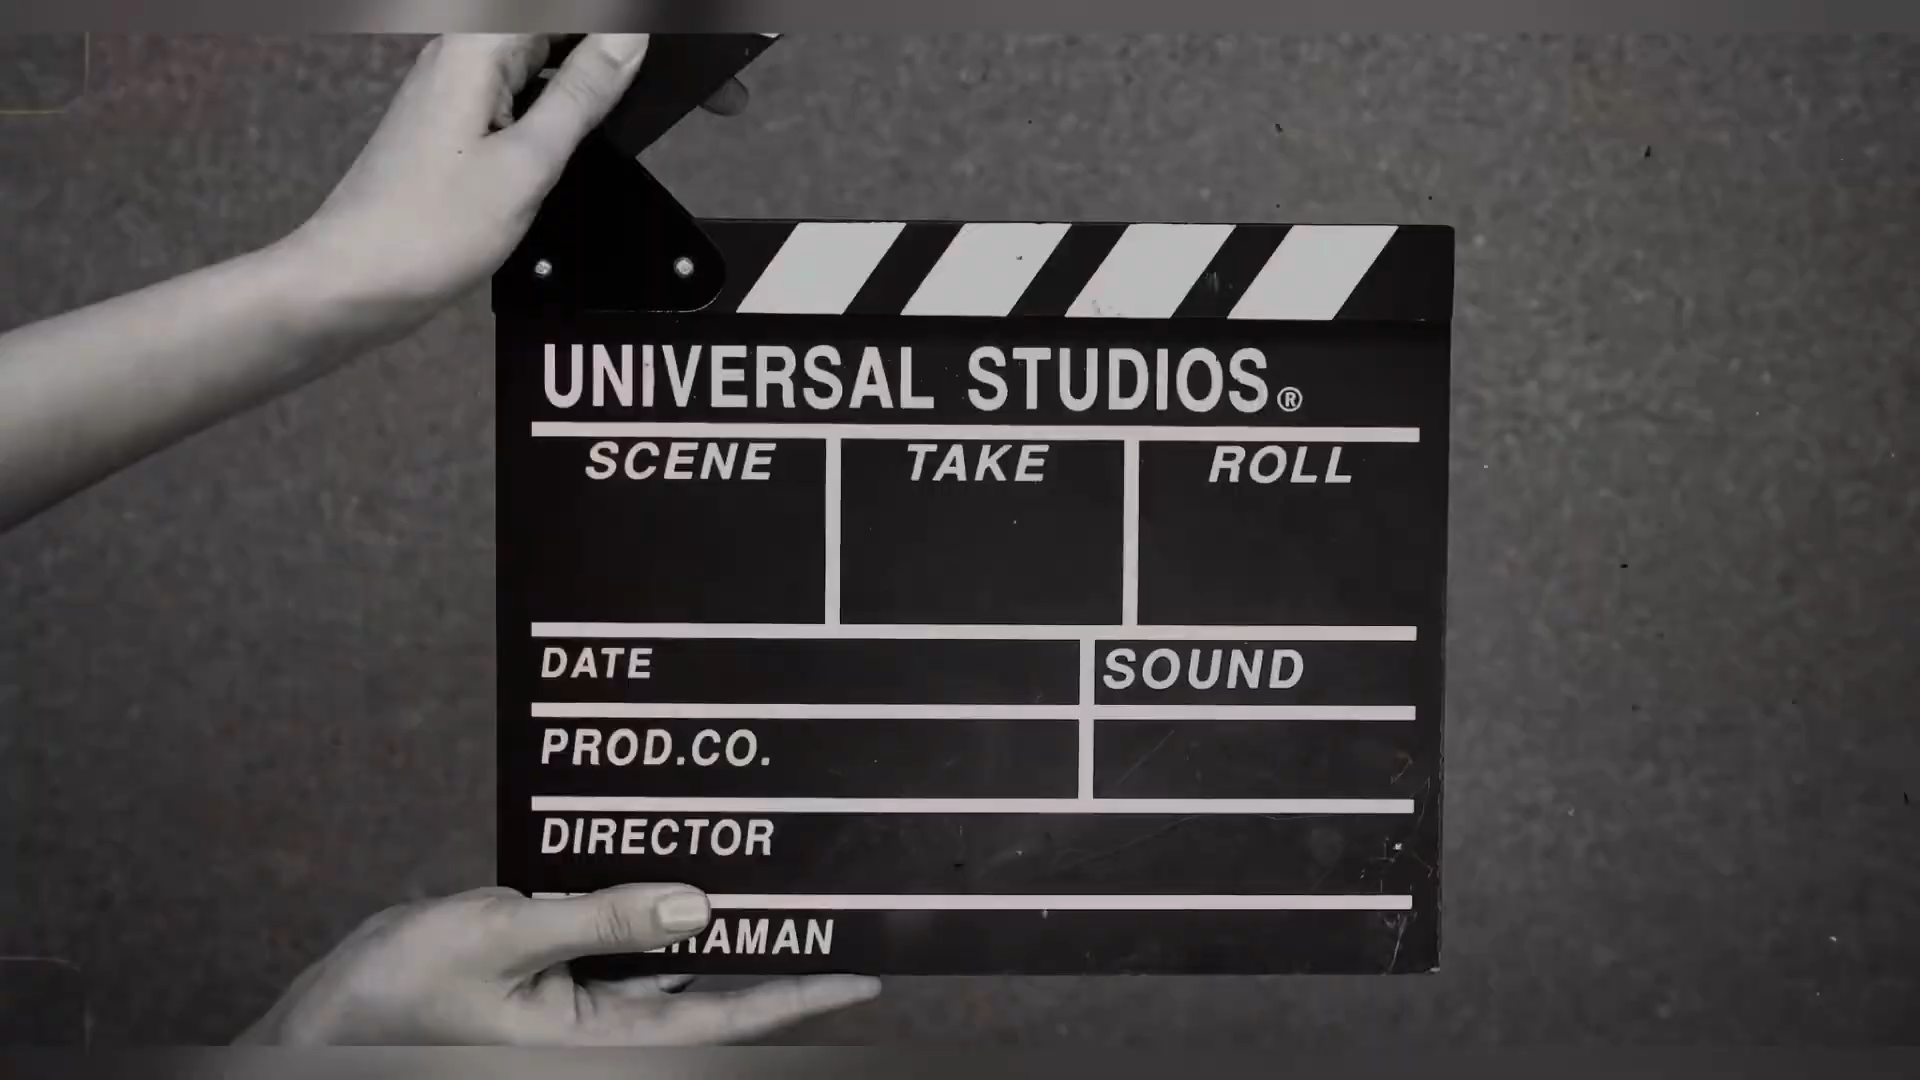 UNIVERSAL STUDIOS®
SCENE TAKE ROLL
DATE SOUND
PROD.CO.
DIRECTOR